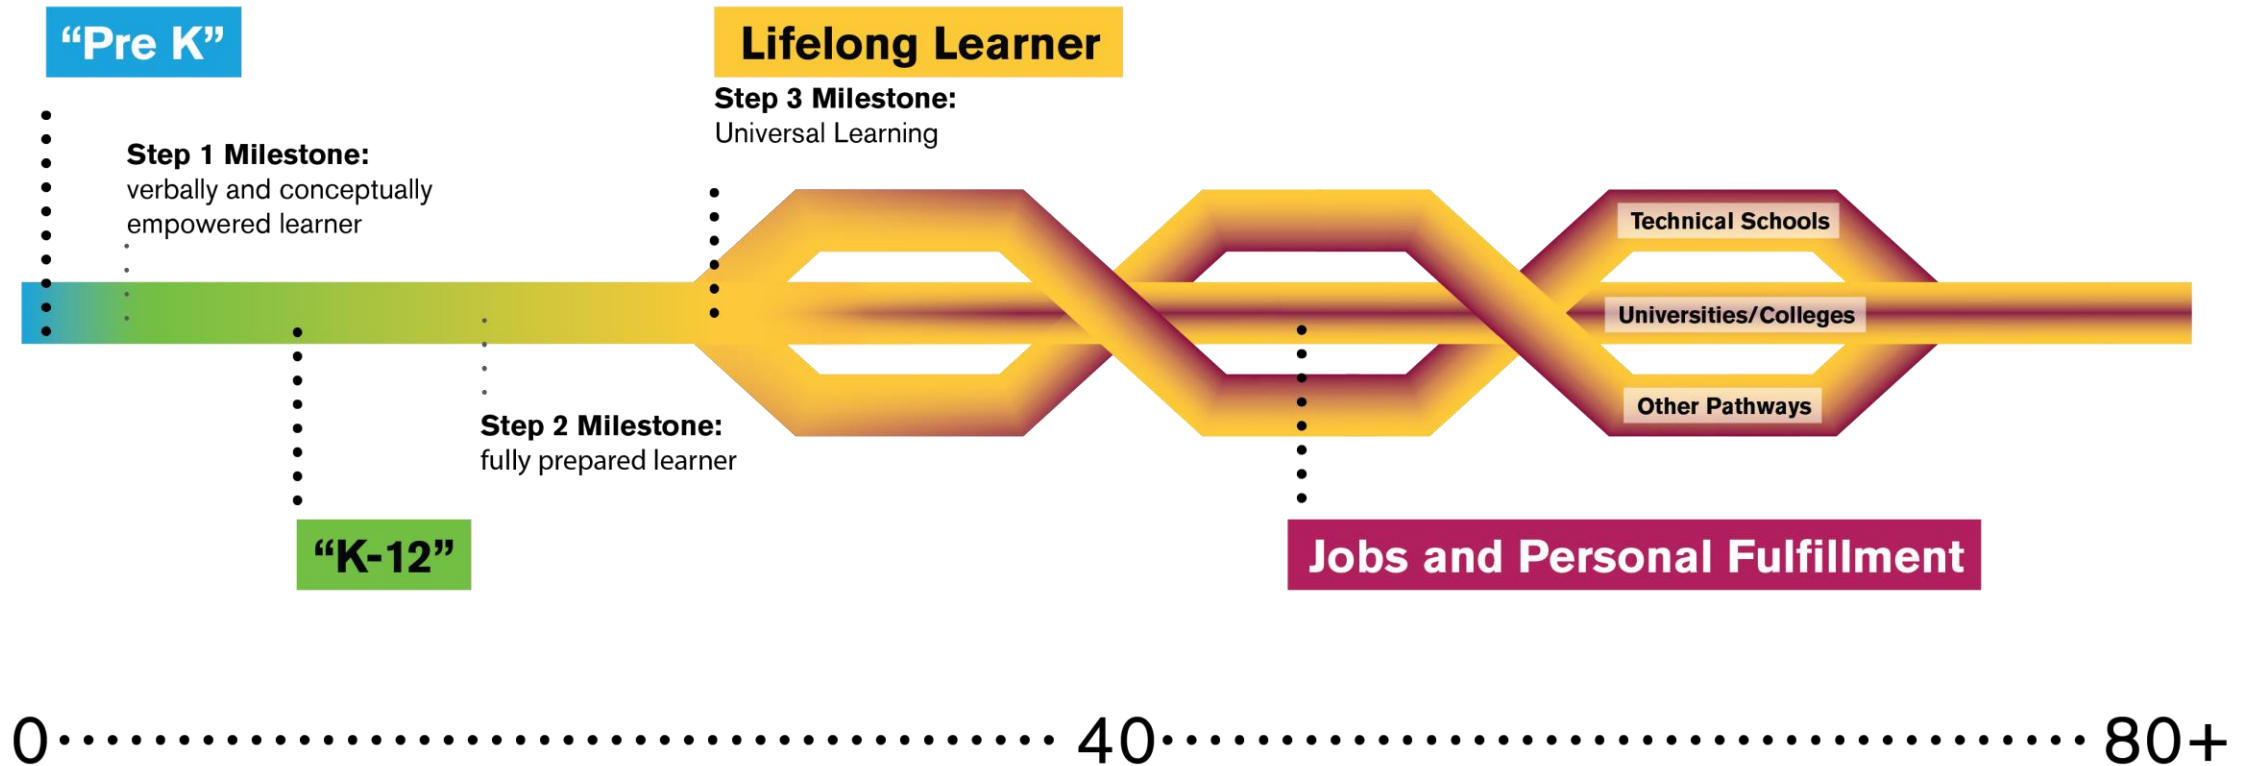 “Pre K”
Lifelong Learner
Step 3 Milestone:
Universal Learning
Step 1 Milestone:
verbally and conceptually
empowered learner
Technical Schools
Universities/Colleges
Other Pathways
Step 2 Milestone:
fully prepared learner
“K-12”
Jobs and Personal Fulfillment
0 40 80+